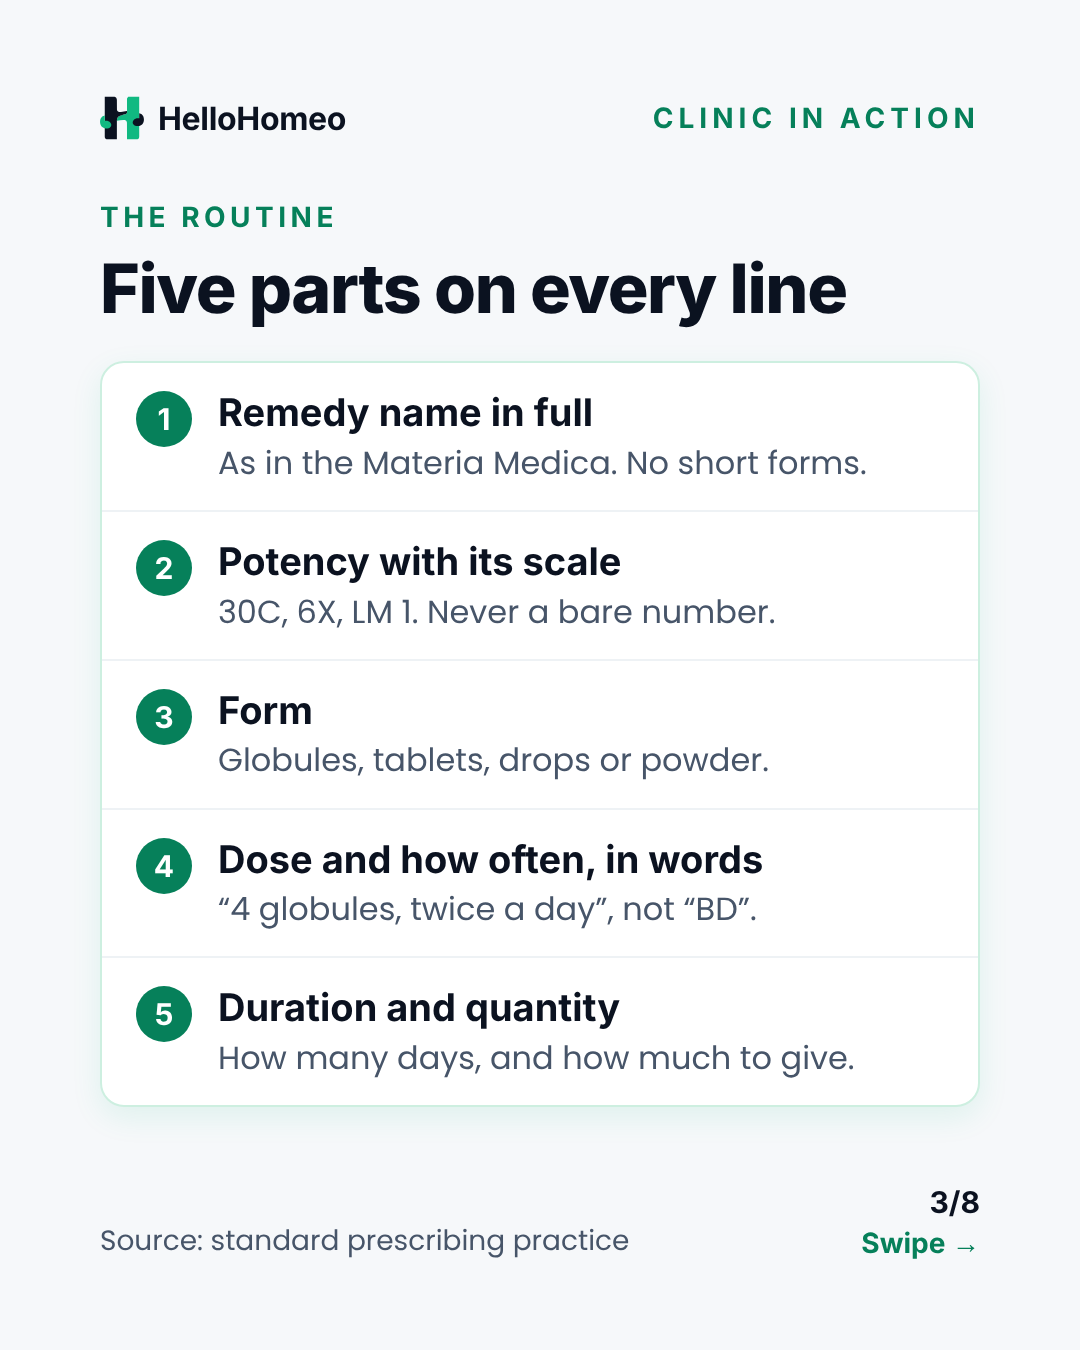 HelloHomeo
CLINIC IN ACTION
THE ROUTINE
Five parts on every line
1
Remedy name in full
As in the Materia Medica. No short forms.
2
Potency with its scale
30C, 6X, LM 1. Never a bare number.
3
Form
Globules, tablets, drops or powder.
4
Dose and how often, in words
“4 globules, twice a day”, not “BD”.
5
Duration and quantity
How many days, and how much to give.
3/8
Source: standard prescribing practice
Swipe →